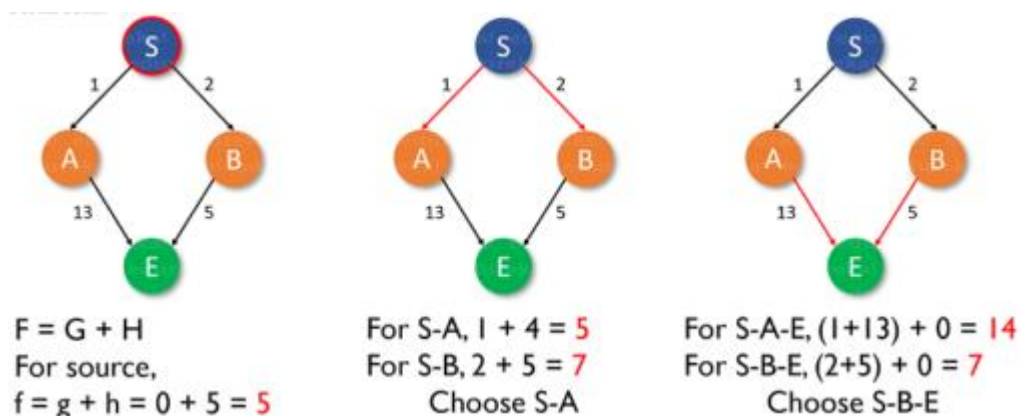 S
1
2
A
B
13
5
E
F = G + H
For source,
f = g + h = 0 + 5 = 5
S
1
2
A
B
13
5
E
For S-A, 1 + 4 = 5
For S-B, 2 + 5 = 7
Choose S-A
S
1
2
A
B
13
5
E
For S-A-E, (1+13) + 0 = 14
For S-B-E, (2+5) + 0 = 7
Choose S-B-E